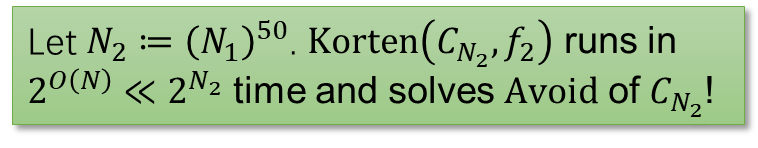 Let N₂ := (N₁)⁵⁰. Korten(C_{N₂}, f₂) runs in
2^{O(N)} ≪ 2^{N₂} time and solves Avoid of C_{N₂}!